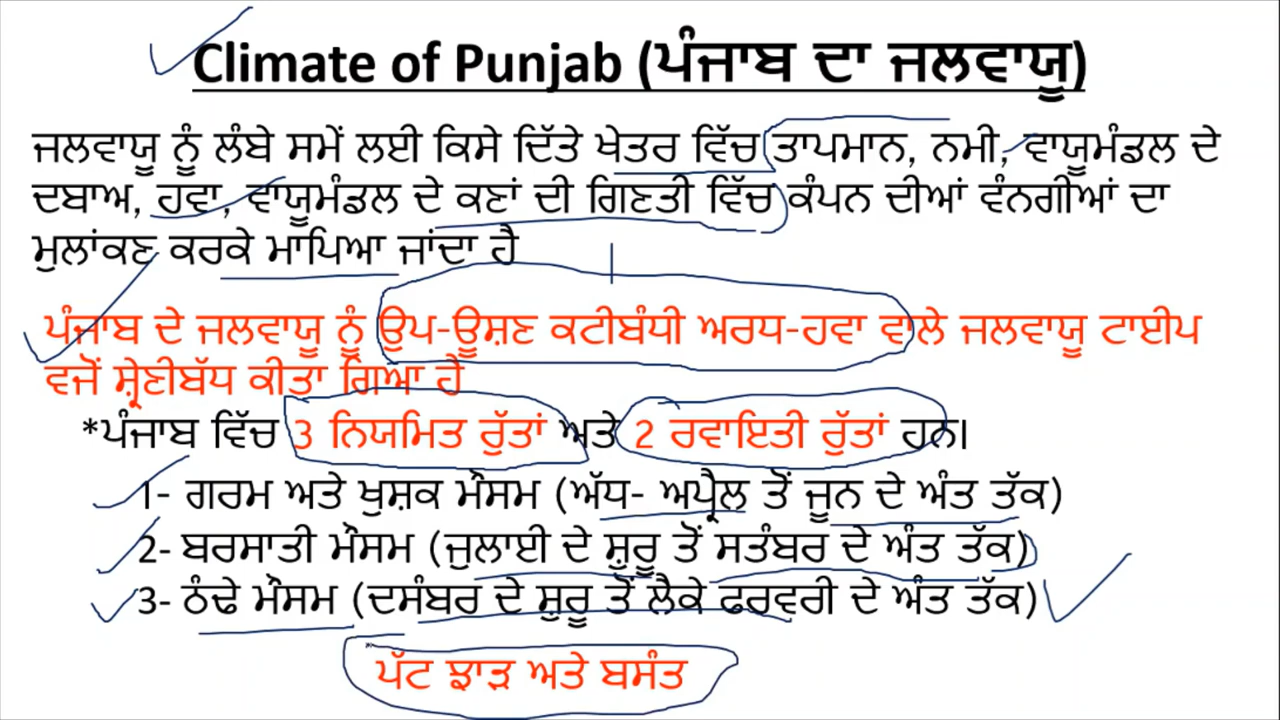 Climate of Punjab (ਪੰਜਾਬ ਦਾ ਜਲਵਾਯੂ)
ਜਲਵਾਯੂ ਨੂੰ ਲੰਬੇ ਸਮੇਂ ਲਈ ਕਿਸੇ ਦਿੱਤੇ ਖੇਤਰ ਵਿੱਚ ਤਾਪਮਾਨ, ਨਮੀ, ਵਾਯੂਮੰਡਲ ਦੇ
ਦਬਾਅ, ਹਵਾ, ਵਾਯੂਮੰਡਲ ਦੇ ਕਣਾਂ ਦੀ ਗਿਣਤੀ ਵਿੱਚ ਕੰਪਨ ਦੀਆਂ ਵੰਨਗੀਆਂ ਦਾ
ਮੁਲਾਂਕਣ ਕਰਕੇ ਮਾਪਿਆ ਜਾਂਦਾ ਹੈ
ਪੰਜਾਬ ਦੇ ਜਲਵਾਯੂ ਨੂੰ ਉਪ-ਊਸ਼ਣ ਕਟੀਬੰਧੀ ਅਰਧ-ਹਵਾ ਵਾਲੇ ਜਲਵਾਯੂ ਟਾਈਪ
ਵਜੋਂ ਸ਼੍ਰੇਣੀਬੱਧ ਕੀਤਾ ਗਿਆ ਹੈ
*ਪੰਜਾਬ ਵਿੱਚ 3 ਨਿਯਮਿਤ ਰੁੱਤਾਂ ਅਤੇ 2 ਰਵਾਇਤੀ ਰੁੱਤਾਂ ਹਨ।
1- ਗਰਮ ਅਤੇ ਖੁਸ਼ਕ ਮੌਸਮ (ਅੱਧ- ਅਪ੍ਰੈਲ ਤੋਂ ਜੂਨ ਦੇ ਅੰਤ ਤੱਕ)
2- ਬਰਸਾਤੀ ਮੌਸਮ (ਜੁਲਾਈ ਦੇ ਸ਼ੁਰੂ ਤੋਂ ਸਤੰਬਰ ਦੇ ਅੰਤ ਤੱਕ)
3- ਠੰਢੇ ਮੌਸਮ (ਦਸੰਬਰ ਦੇ ਸ਼ੁਰੂ ਤੋਂ ਲੈਕੇ ਫਰਵਰੀ ਦੇ ਅੰਤ ਤੱਕ)
ਪੱਟ ਝਾੜ ਅਤੇ ਬਸੰਤ